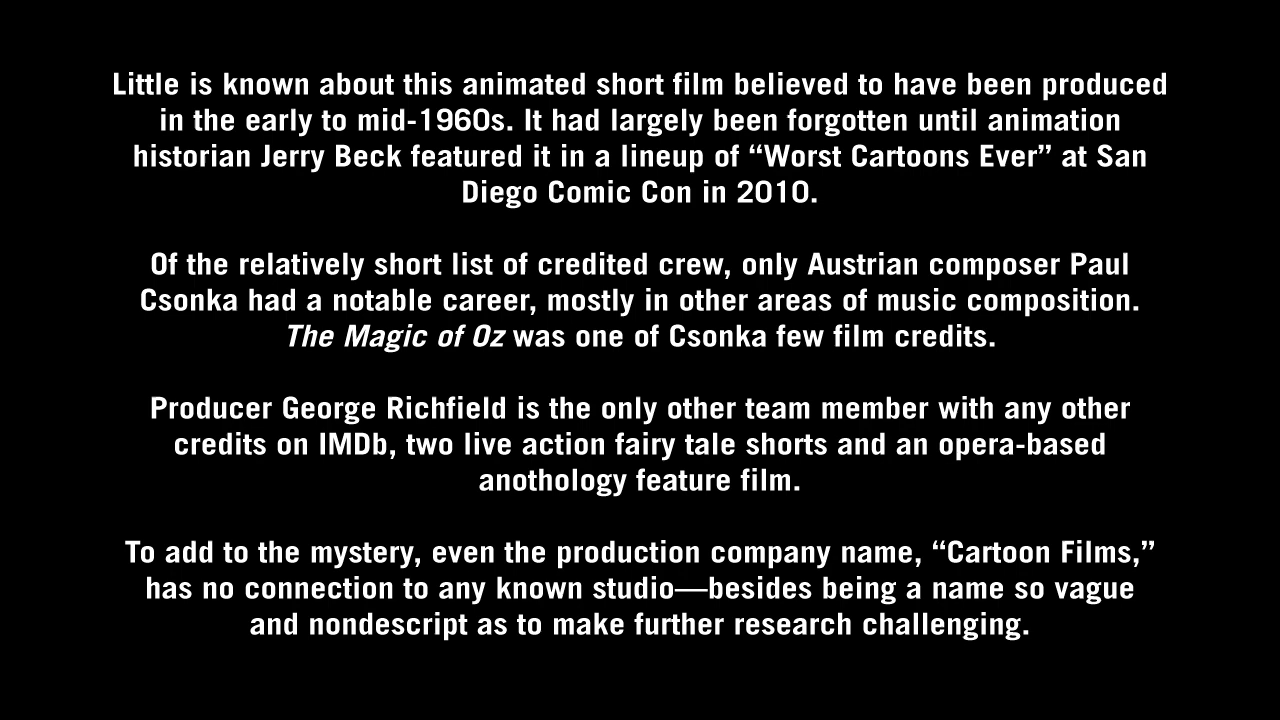 Little is known about this animated short film believed to have been produced
in the early to mid-1960s. It had largely been forgotten until animation
historian Jerry Beck featured it in a lineup of “Worst Cartoons Ever” at San
Diego Comic Con in 2010.
Of the relatively short list of credited crew, only Austrian composer Paul
Csonka had a notable career, mostly in other areas of music composition.
The Magic of Oz was one of Csonka few film credits.
Producer George Richfield is the only other team member with any other
credits on IMDb, two live action fairy tale shorts and an opera-based
anothology feature film.
To add to the mystery, even the production company name, “Cartoon Films,”
has no connection to any known studio—besides being a name so vague
and nondescript as to make further research challenging.